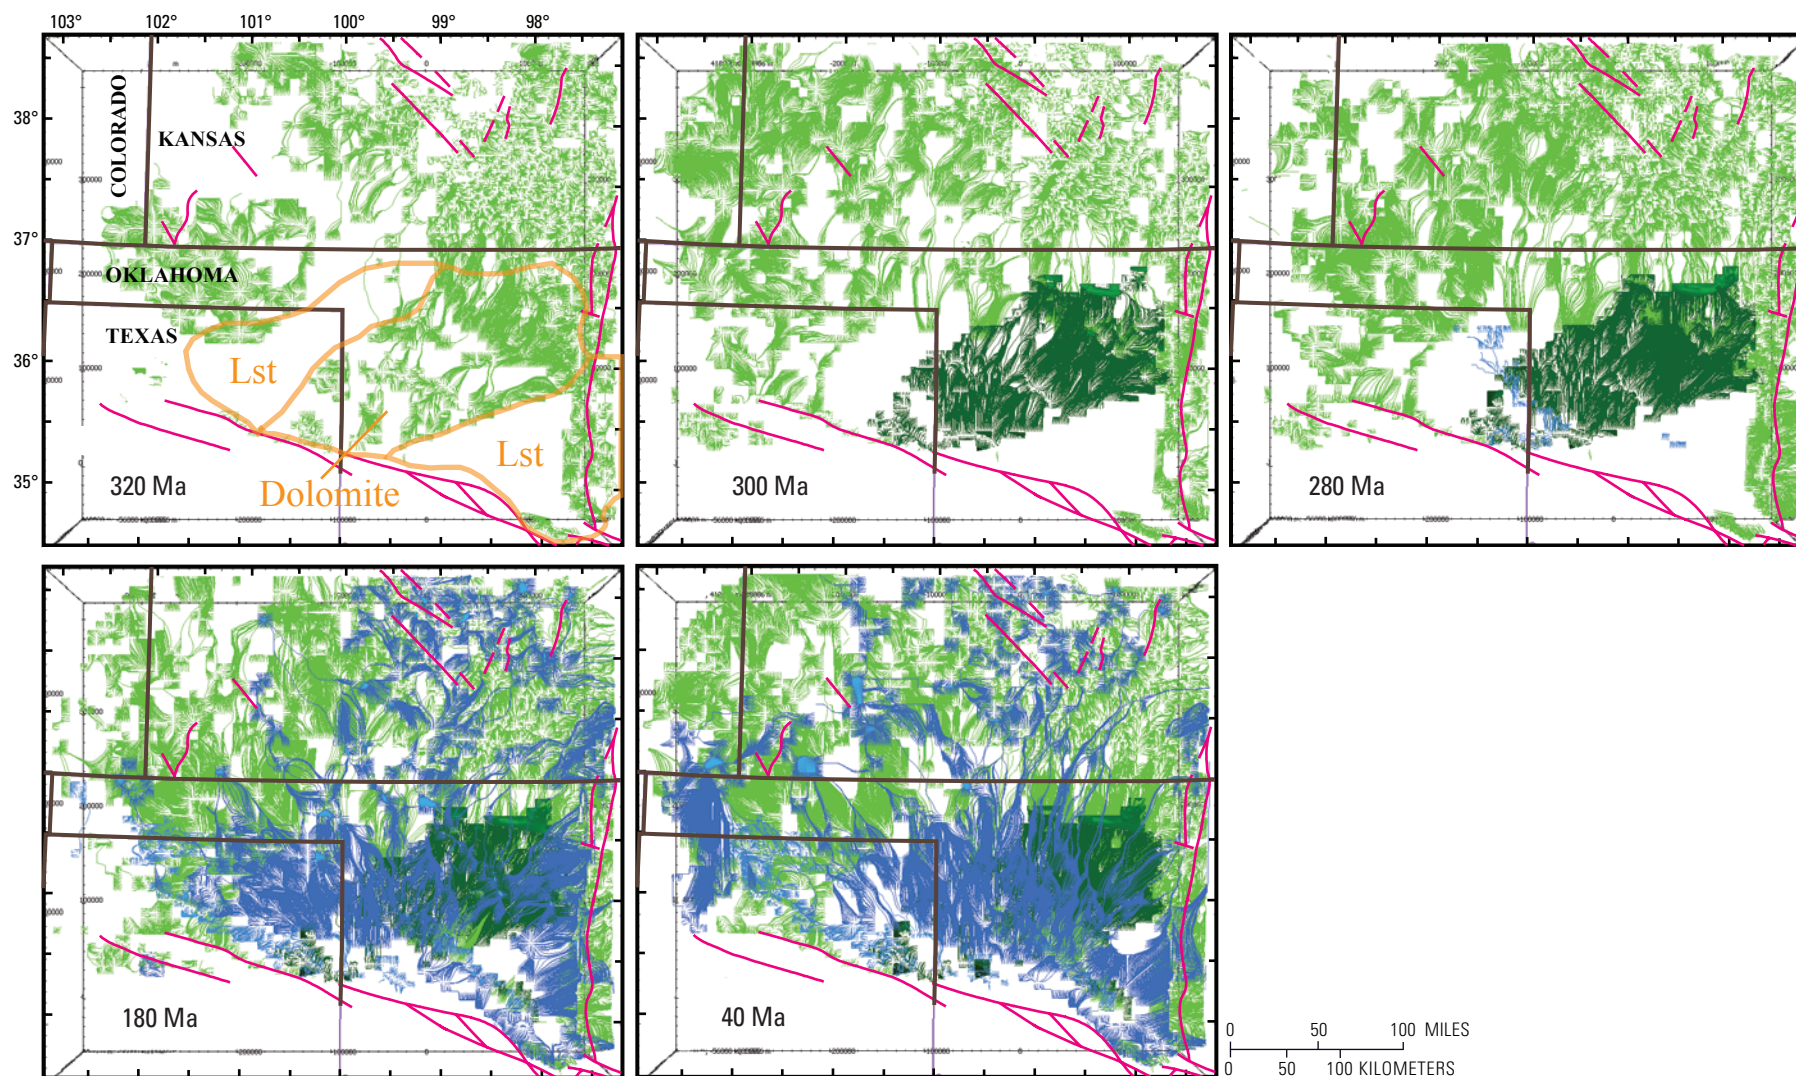 103° 102° 101° 100° 99° 98°
38°
37°
36°
35°
COLORADO
KANSAS
OKLAHOMA
TEXAS
Lst
Lst
Dolomite
320 Ma
300 Ma
280 Ma
180 Ma
40 Ma
0 50 100 MILES
0 50 100 KILOMETERS